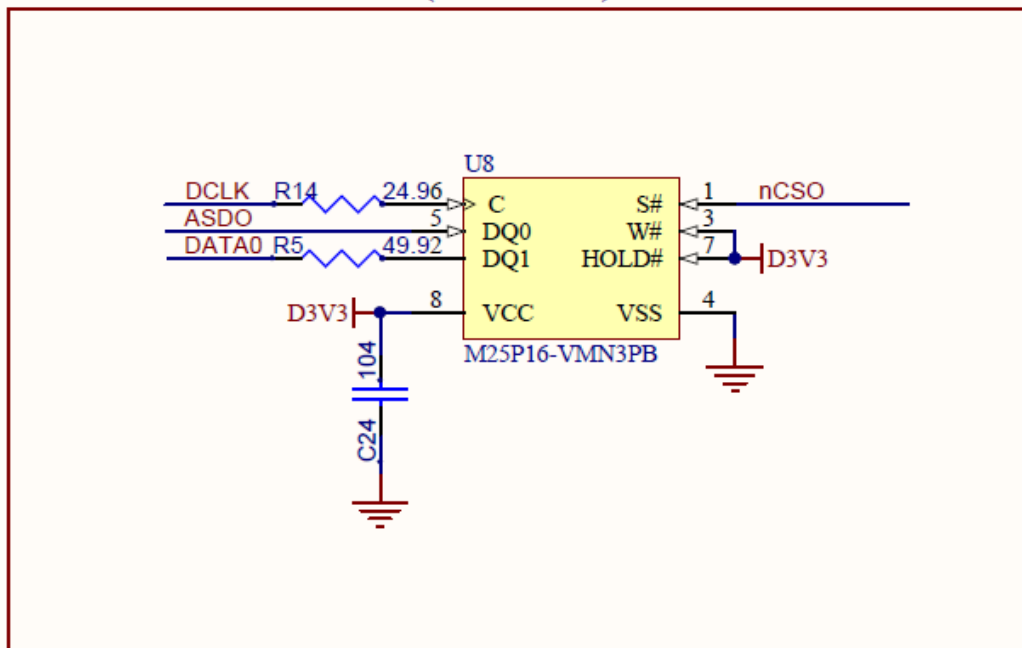 U8
DCLK R14 24.96 C S# 1 nCSO
ASDO 5 DQ0 W# 3
DATA0 R5 49.92 DQ1 HOLD# 7 D3V3
D3V3 8 VCC VSS 4
M25P16-VMN3PB
104
C24